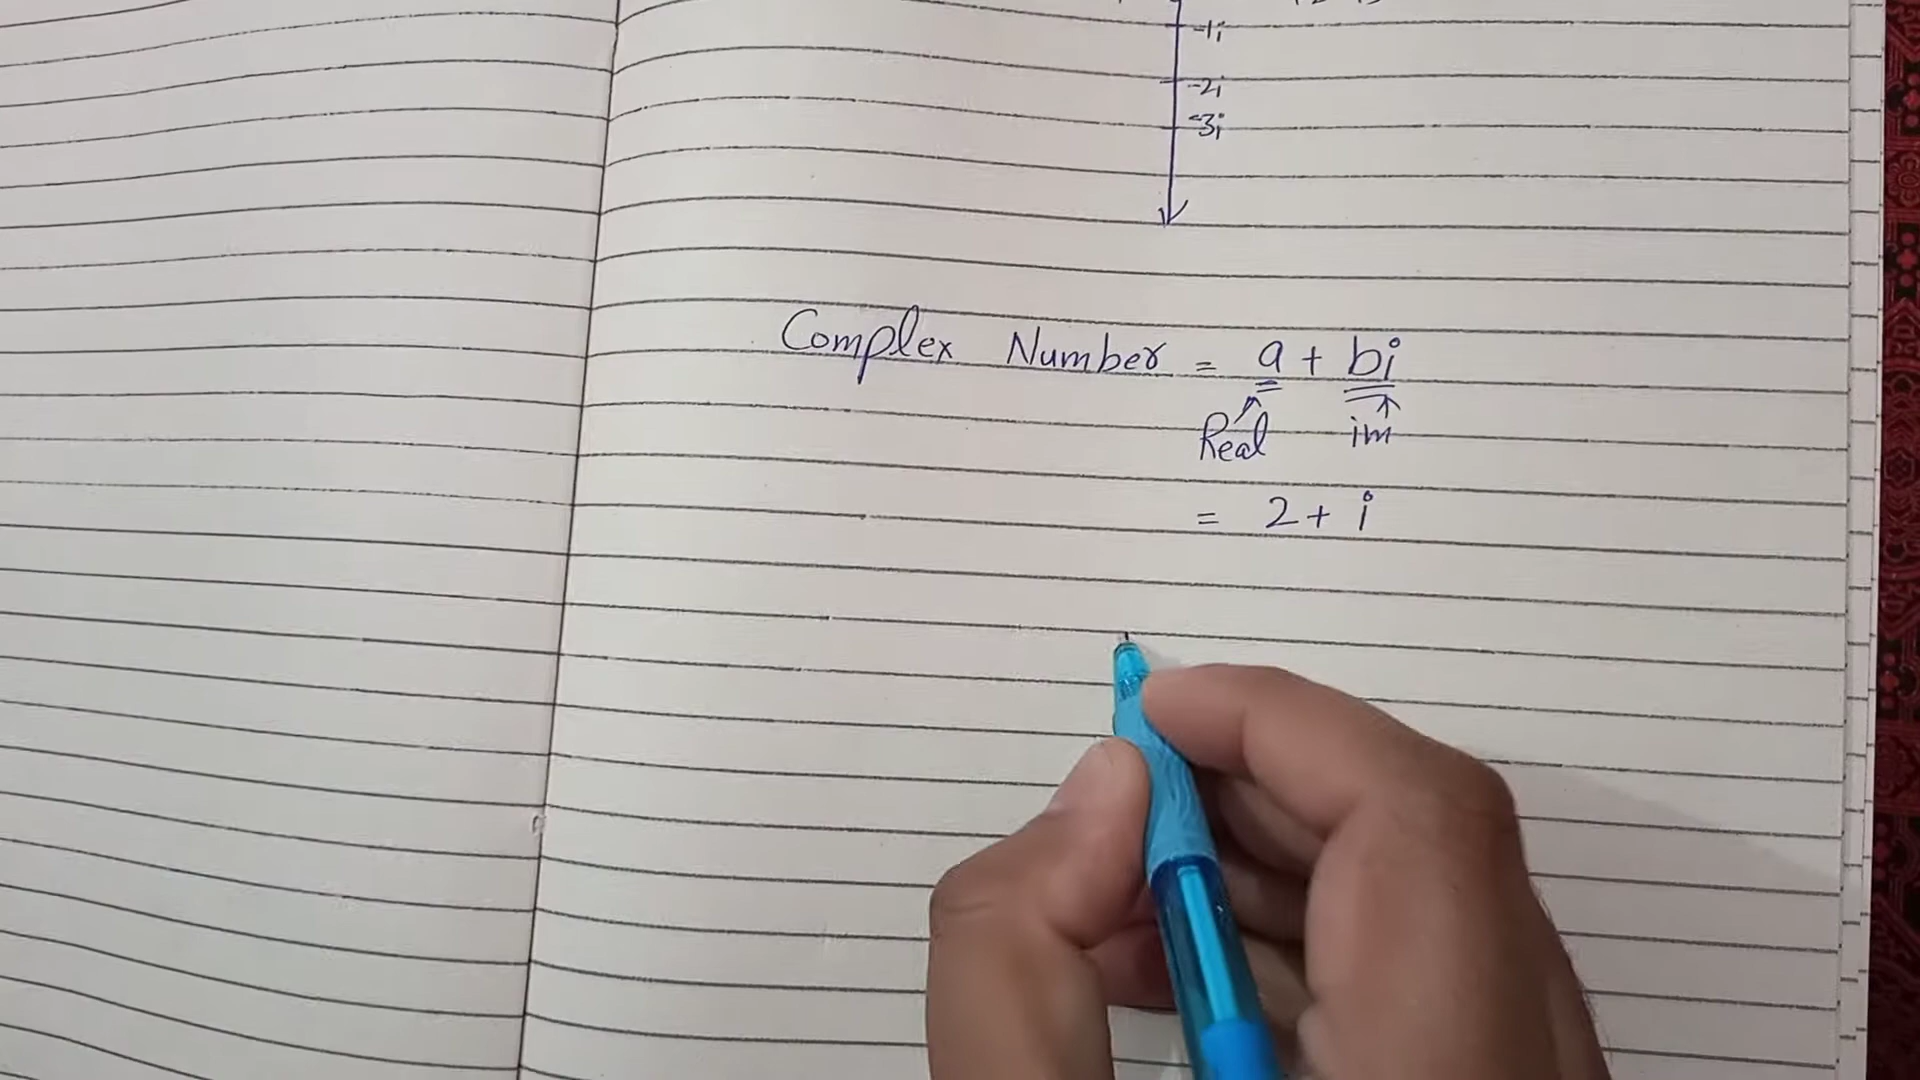 -1i
-2i
-3i
Complex Number = a + bi
Real im
= 2 + i